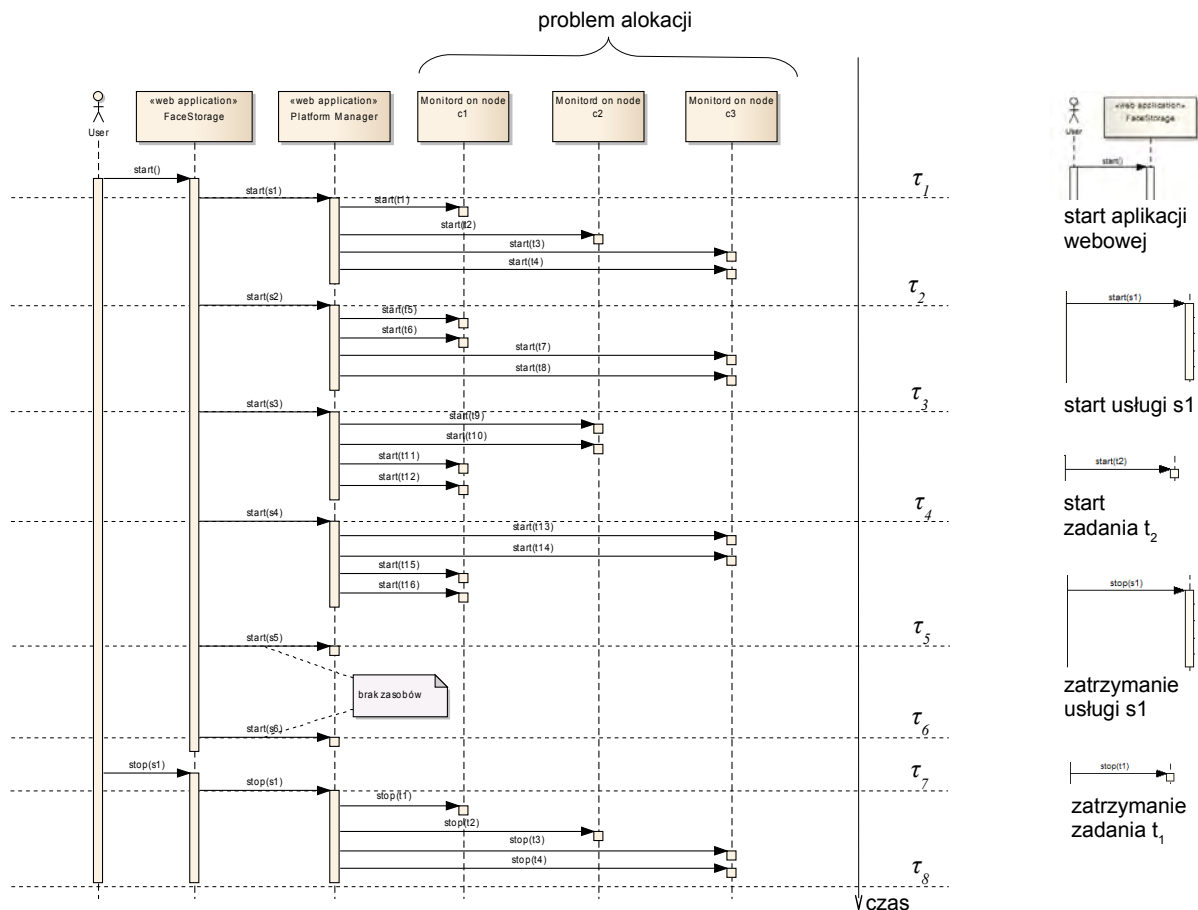 problem alokacji
User
«web application»
FaceStorage
«web application»
Platform Manager
Monitord on node
c1
Monitord on node
c2
Monitord on node
c3
start()
τ1
start(s1)
start(t1)
start(t2)
start(t3)
start(t4)
τ2
start(s2)
start(t5)
start(t6)
start(t7)
start(t8)
τ3
start(s3)
start(t9)
start(t10)
start(t11)
start(t12)
τ4
start(s4)
start(t13)
start(t14)
start(t15)
start(t16)
τ5
start(s5)
brak zasobów
τ6
start(s6)
stop(s1)
τ7
stop(s1)
stop(t1)
stop(t2)
stop(t3)
stop(t4)
τ8
czas
User
«web application»
FaceStorage
start()
start aplikacji
webowej
start(s1)
start usługi s1
start(t2)
start
zadania t2
stop(s1)
zatrzymanie
usługi s1
stop(t1)
zatrzymanie
zadania t1